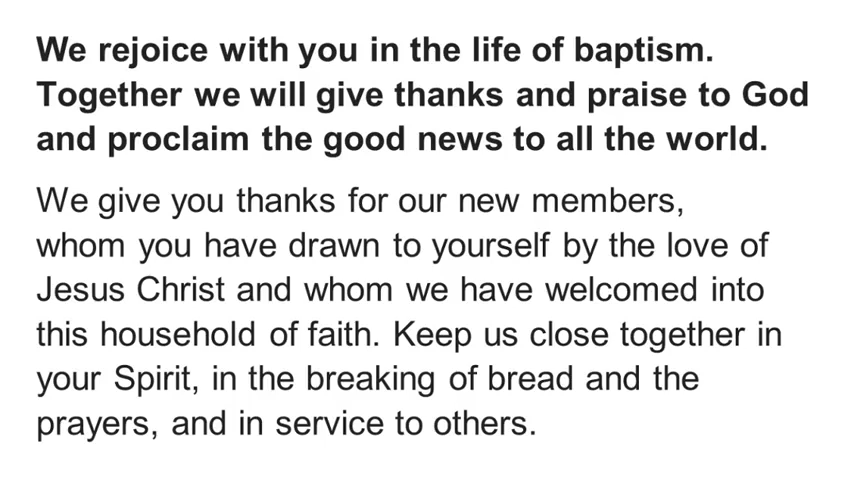 We rejoice with you in the life of baptism.
Together we will give thanks and praise to God
and proclaim the good news to all the world.
We give you thanks for our new members,
whom you have drawn to yourself by the love of
Jesus Christ and whom we have welcomed into
this household of faith. Keep us close together in
your Spirit, in the breaking of bread and the
prayers, and in service to others.